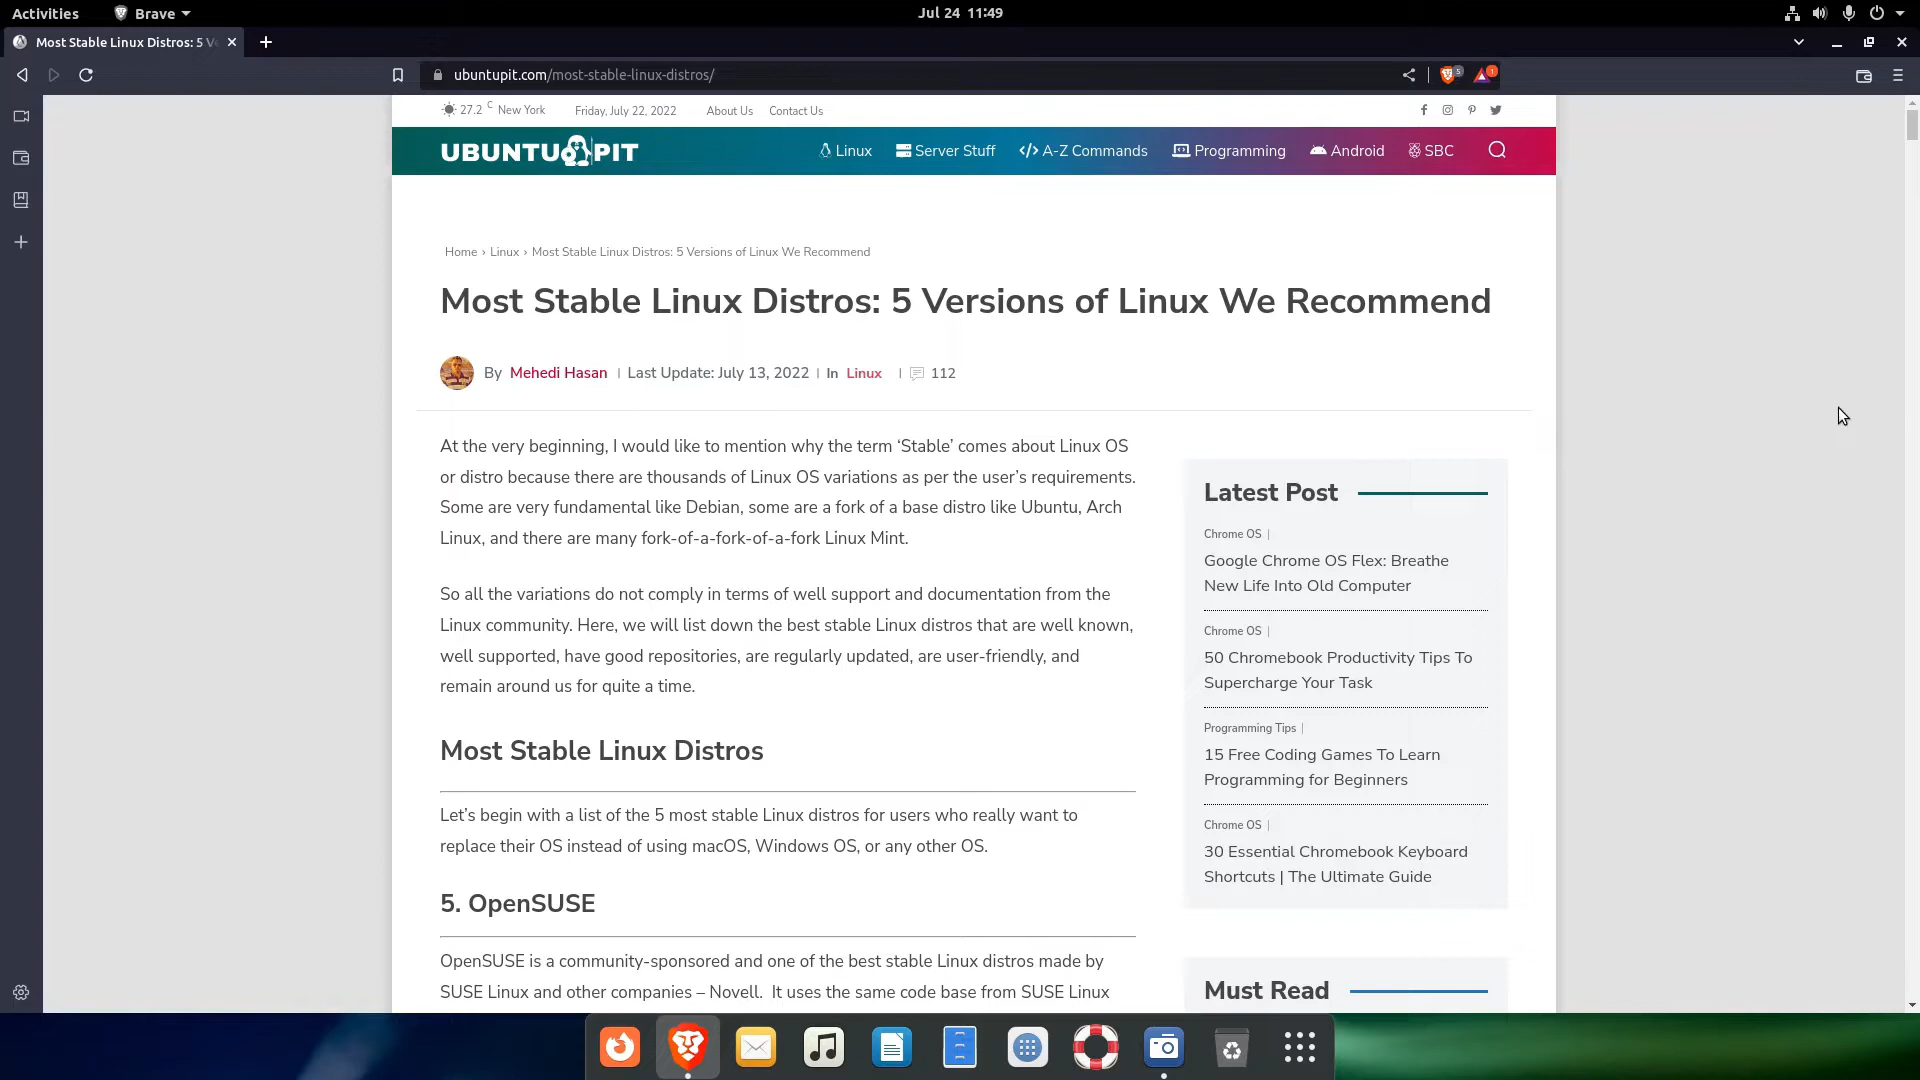 Activities
Brave
Jul 24 11:49
Most Stable Linux Distros: 5 V
ubuntupit.com/most-stable-linux-distros/
5
1
27.2 C New York
Friday, July 22, 2022
About Us
Contact Us
UBUNTU PIT
Linux
Server Stuff
A-Z Commands
Programming
Android
SBC
Home › Linux › Most Stable Linux Distros: 5 Versions of Linux We Recommend
Most Stable Linux Distros: 5 Versions of Linux We Recommend
By Mehedi Hasan | Last Update: July 13, 2022 | In Linux | 112
At the very beginning, I would like to mention why the term ‘Stable’ comes about Linux OS
or distro because there are thousands of Linux OS variations as per the user’s requirements.
Some are very fundamental like Debian, some are a fork of a base distro like Ubuntu, Arch
Linux, and there are many fork-of-a-fork-of-a-fork Linux Mint.
So all the variations do not comply in terms of well support and documentation from the
Linux community. Here, we will list down the best stable Linux distros that are well known,
well supported, have good repositories, are regularly updated, are user-friendly, and
remain around us for quite a time.
Most Stable Linux Distros
Let’s begin with a list of the 5 most stable Linux distros for users who really want to
replace their OS instead of using macOS, Windows OS, or any other OS.
5. OpenSUSE
OpenSUSE is a community-sponsored and one of the best stable Linux distros made by
SUSE Linux and other companies – Novell. It uses the same code base from SUSE Linux
Latest Post
Chrome OS |
Google Chrome OS Flex: Breathe
New Life Into Old Computer
Chrome OS |
50 Chromebook Productivity Tips To
Supercharge Your Task
Programming Tips |
15 Free Coding Games To Learn
Programming for Beginners
Chrome OS |
30 Essential Chromebook Keyboard
Shortcuts | The Ultimate Guide
Must Read